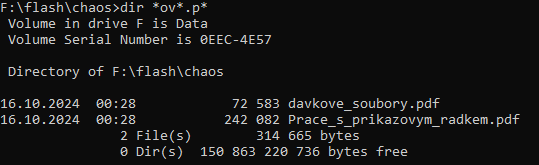 F:\flash\chaos>dir *ov*.p*
Volume in drive F is Data
Volume Serial Number is 0EEC-4E57
Directory of F:\flash\chaos
16.10.2024 00:28 72 583 davkove_soubory.pdf
16.10.2024 00:28 242 082 Prace_s_prikazovym_radkem.pdf
2 File(s) 314 665 bytes
0 Dir(s) 150 863 220 736 bytes free